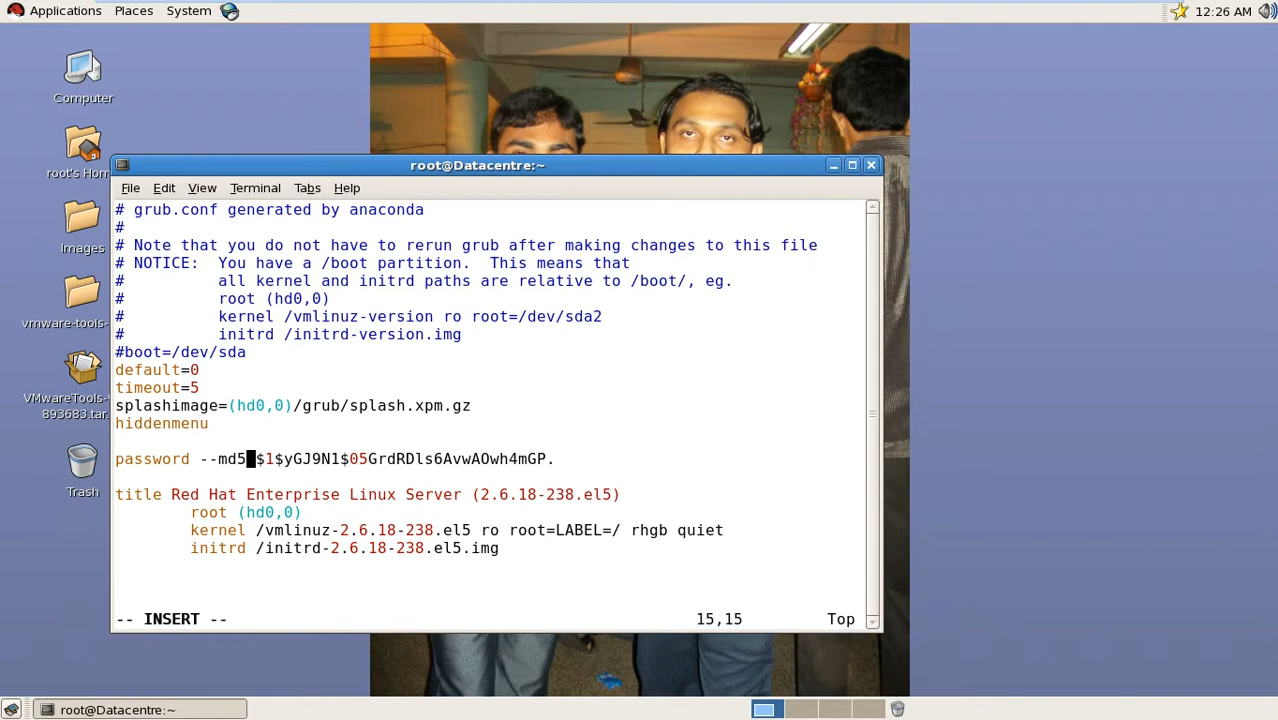 Applications Places System 12:26 AM
Computer
root's Hom
Images
vmware-tools-
VMwareTools-
893683.tar.
Trash
root@Datacentre:~
File Edit View Terminal Tabs Help
# grub.conf generated by anaconda
#
# Note that you do not have to rerun grub after making changes to this file
# NOTICE:  You have a /boot partition.  This means that
#          all kernel and initrd paths are relative to /boot/, eg.
#          root (hd0,0)
#          kernel /vmlinuz-version ro root=/dev/sda2
#          initrd /initrd-version.img
#boot=/dev/sda
default=0
timeout=5
splashimage=(hd0,0)/grub/splash.xpm.gz
hiddenmenu
password --md5 $1$yGJ9N1$05GrdRDls6AvwAOwh4mGP.
title Red Hat Enterprise Linux Server (2.6.18-238.el5)
        root (hd0,0)
        kernel /vmlinuz-2.6.18-238.el5 ro root=LABEL=/ rhgb quiet
        initrd /initrd-2.6.18-238.el5.img
-- INSERT -- 15,15 Top
root@Datacentre:~